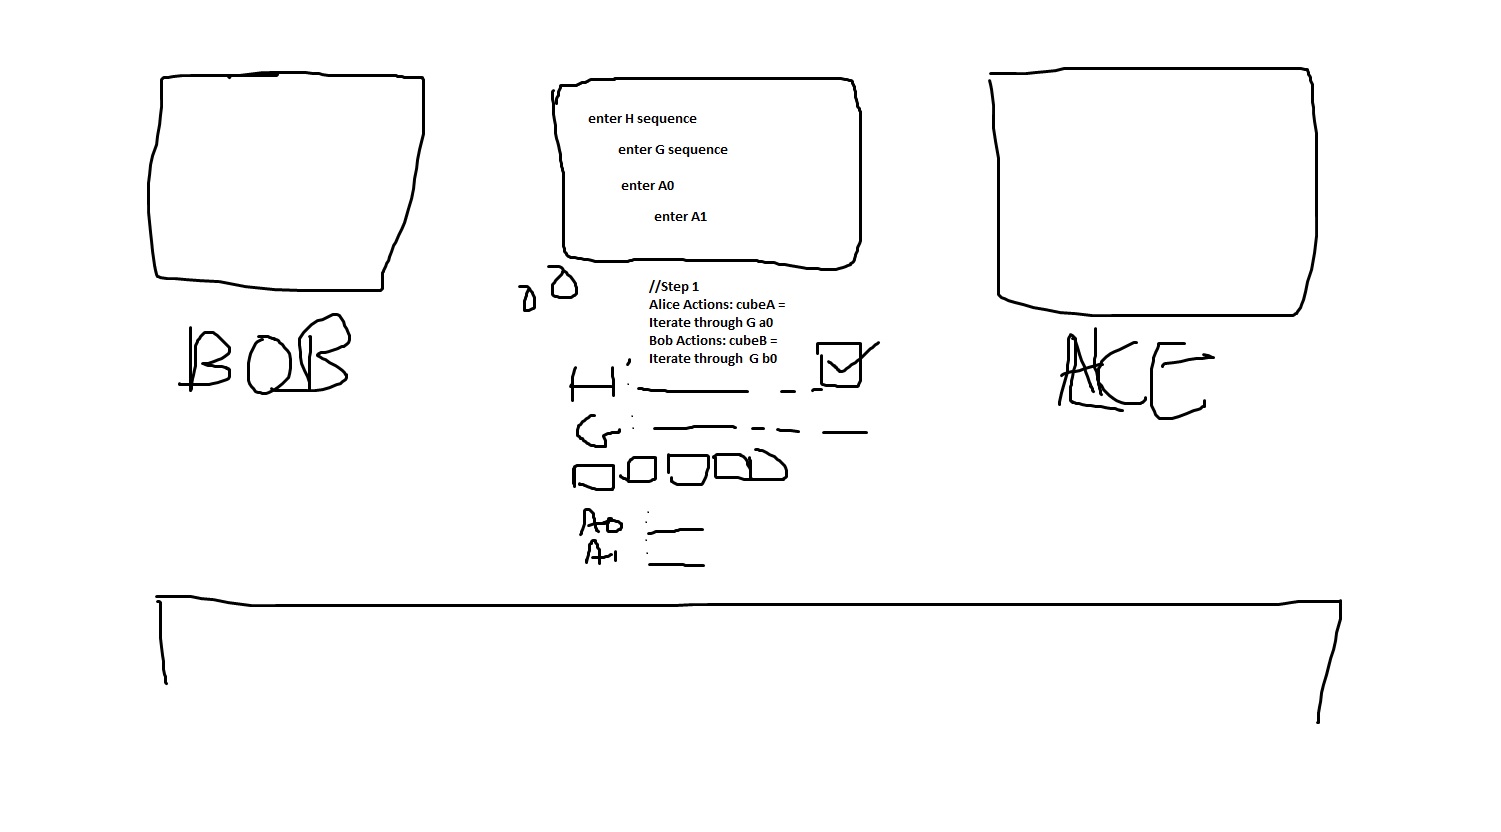 enter H sequence
enter G sequence
enter A0
enter A1
//Step 1
Alice Actions: cubeA =
Iterate through G a0
Bob Actions: cubeB =
Iterate through G b0
BOB
H:
G:
A0:
A1: